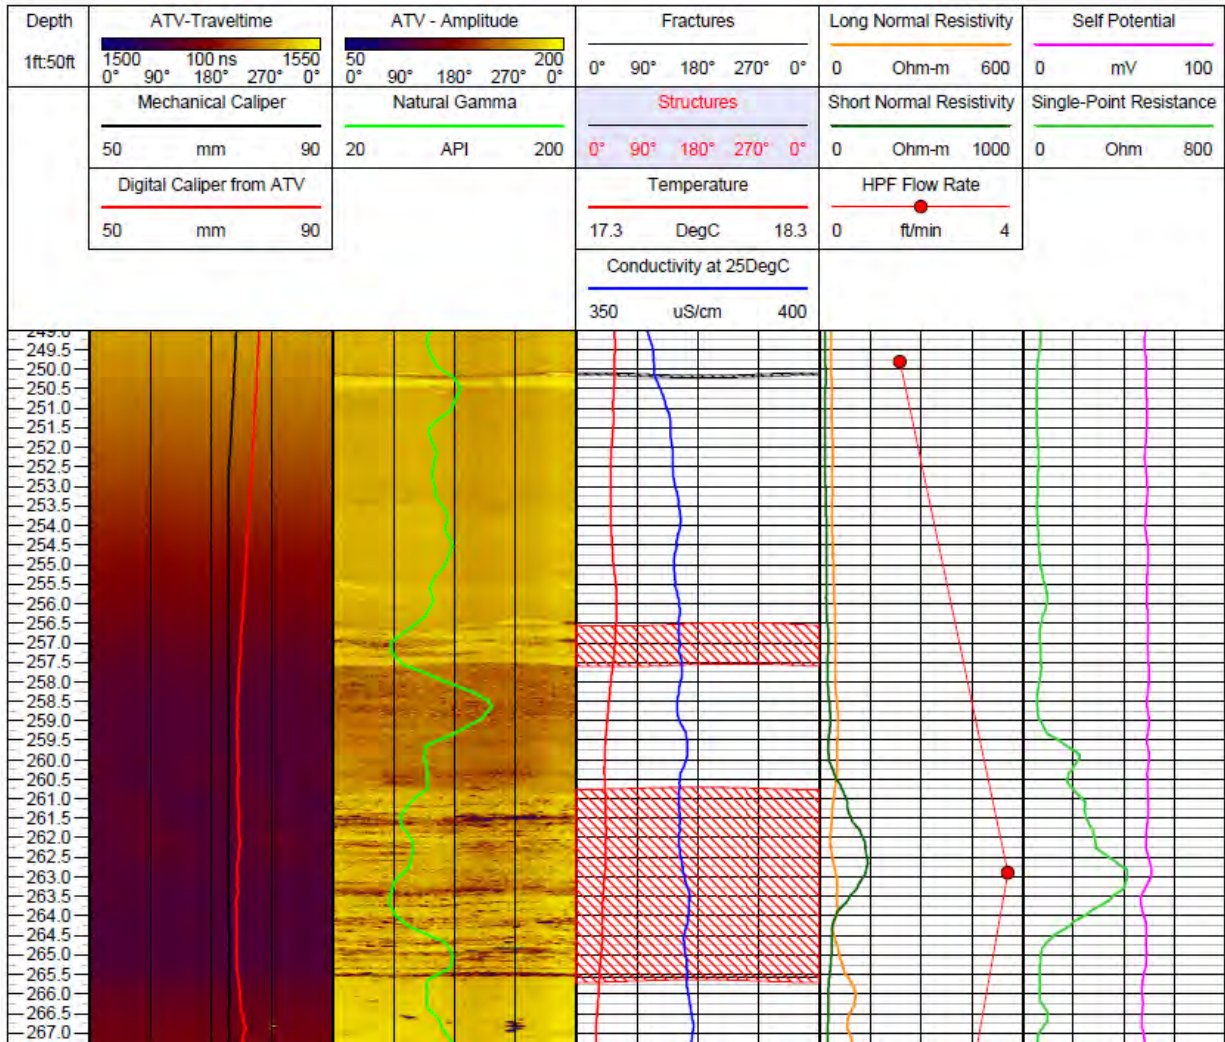 Depth
1ft:50ft
ATV-Traveltime
1500 100 ns 1550
0° 90° 180° 270° 0°
ATV - Amplitude
50 200
0° 90° 180° 270° 0°
Fractures
0° 90° 180° 270° 0°
Long Normal Resistivity
0 Ohm-m 600
Self Potential
0 mV 100
Mechanical Caliper
50 mm 90
Natural Gamma
20 API 200
Structures
0° 90° 180° 270° 0°
Short Normal Resistivity
0 Ohm-m 1000
Single-Point Resistance
0 Ohm 800
Digital Caliper from ATV
50 mm 90
Temperature
17.3 DegC 18.3
HPF Flow Rate
0 ft/min 4
Conductivity at 25DegC
350 uS/cm 400
249.0
249.5
250.0
250.5
251.0
251.5
252.0
252.5
253.0
253.5
254.0
254.5
255.0
255.5
256.0
256.5
257.0
257.5
258.0
258.5
259.0
259.5
260.0
260.5
261.0
261.5
262.0
262.5
263.0
263.5
264.0
264.5
265.0
265.5
266.0
266.5
267.0